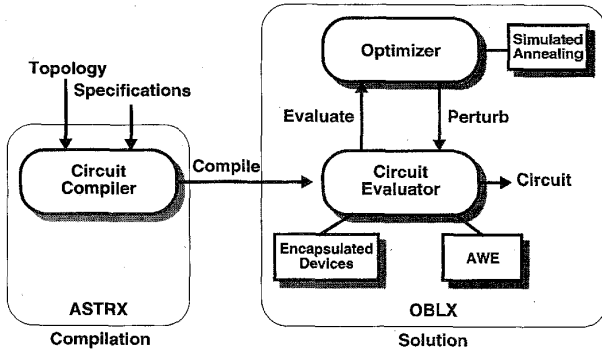 Topology
Specifications
Circuit
Compiler
Compile
ASTRX
Compilation
Optimizer
Simulated
Annealing
Evaluate
Perturb
Circuit
Evaluator
Circuit
Encapsulated
Devices
AWE
OBLX
Solution